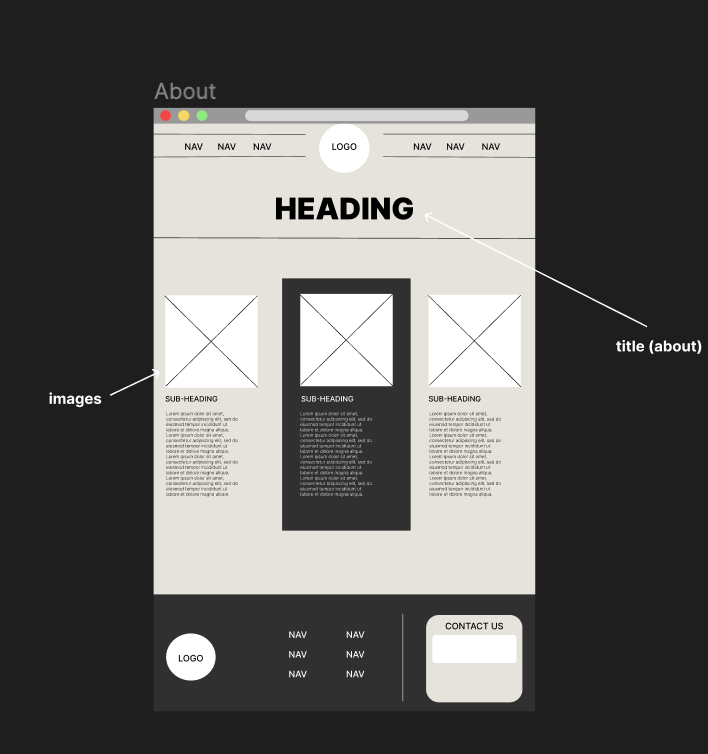 About
NAV NAV NAV LOGO NAV NAV NAV
HEADING
title (about)
images
SUB-HEADING
Lorem ipsum dolor sit amet,
consectetur adipiscing elit, sed do
eiusmod tempor incididunt ut
labore et dolore magna aliqua.
Lorem ipsum dolor sit amet,
consectetur adipiscing elit, sed do
eiusmod tempor incididunt ut
labore et dolore magna aliqua.
Lorem ipsum dolor sit amet,
consectetur adipiscing elit, sed do
eiusmod tempor incididunt ut
labore et dolore magna aliqua.
Lorem ipsum dolor sit amet,
consectetur adipiscing elit, sed do
eiusmod tempor incididunt ut
labore et dolore magna aliqua.
SUB-HEADING
Lorem ipsum dolor sit amet,
consectetur adipiscing elit, sed do
eiusmod tempor incididunt ut
labore et dolore magna aliqua.
Lorem ipsum dolor sit amet,
consectetur adipiscing elit, sed do
eiusmod tempor incididunt ut
labore et dolore magna aliqua.
Lorem ipsum dolor sit amet,
consectetur adipiscing elit, sed do
eiusmod tempor incididunt ut
labore et dolore magna aliqua.
Lorem ipsum dolor sit amet,
consectetur adipiscing elit, sed do
eiusmod tempor incididunt ut
labore et dolore magna aliqua.
SUB-HEADING
Lorem ipsum dolor sit amet,
consectetur adipiscing elit, sed do
eiusmod tempor incididunt ut
labore et dolore magna aliqua.
Lorem ipsum dolor sit amet,
consectetur adipiscing elit, sed do
eiusmod tempor incididunt ut
labore et dolore magna aliqua.
Lorem ipsum dolor sit amet,
consectetur adipiscing elit, sed do
eiusmod tempor incididunt ut
labore et dolore magna aliqua.
Lorem ipsum dolor sit amet,
consectetur adipiscing elit, sed do
eiusmod tempor incididunt ut
labore et dolore magna aliqua.
LOGO
NAV NAV
NAV NAV
NAV NAV
CONTACT US